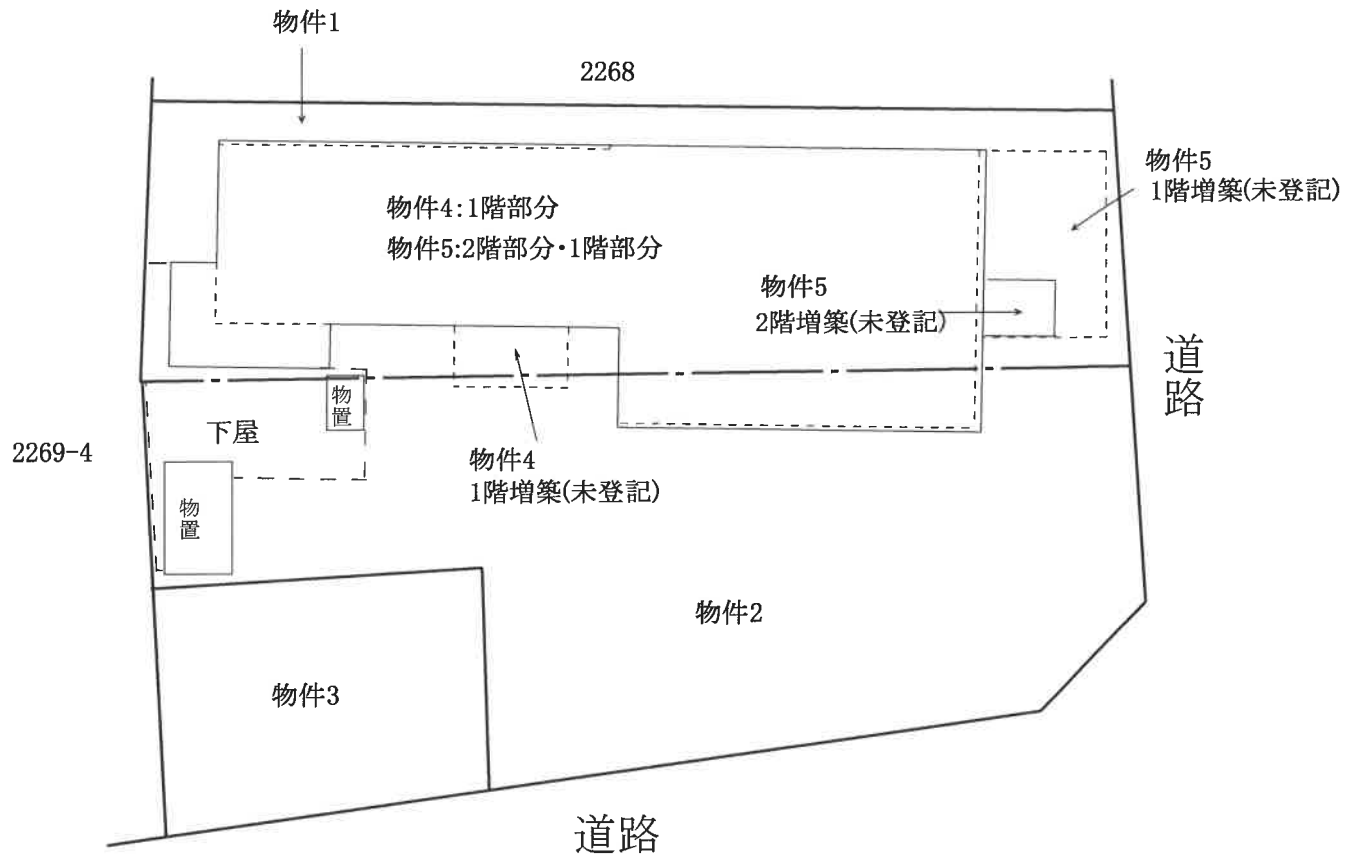 物件1
2268
物件5
1階増築(未登記)
物件4:1階部分
物件5:2階部分・1階部分
物件5
2階増築(未登記)
道路
物置
下屋
2269-4
物件4
1階増築(未登記)
物置
物件2
物件3
道路